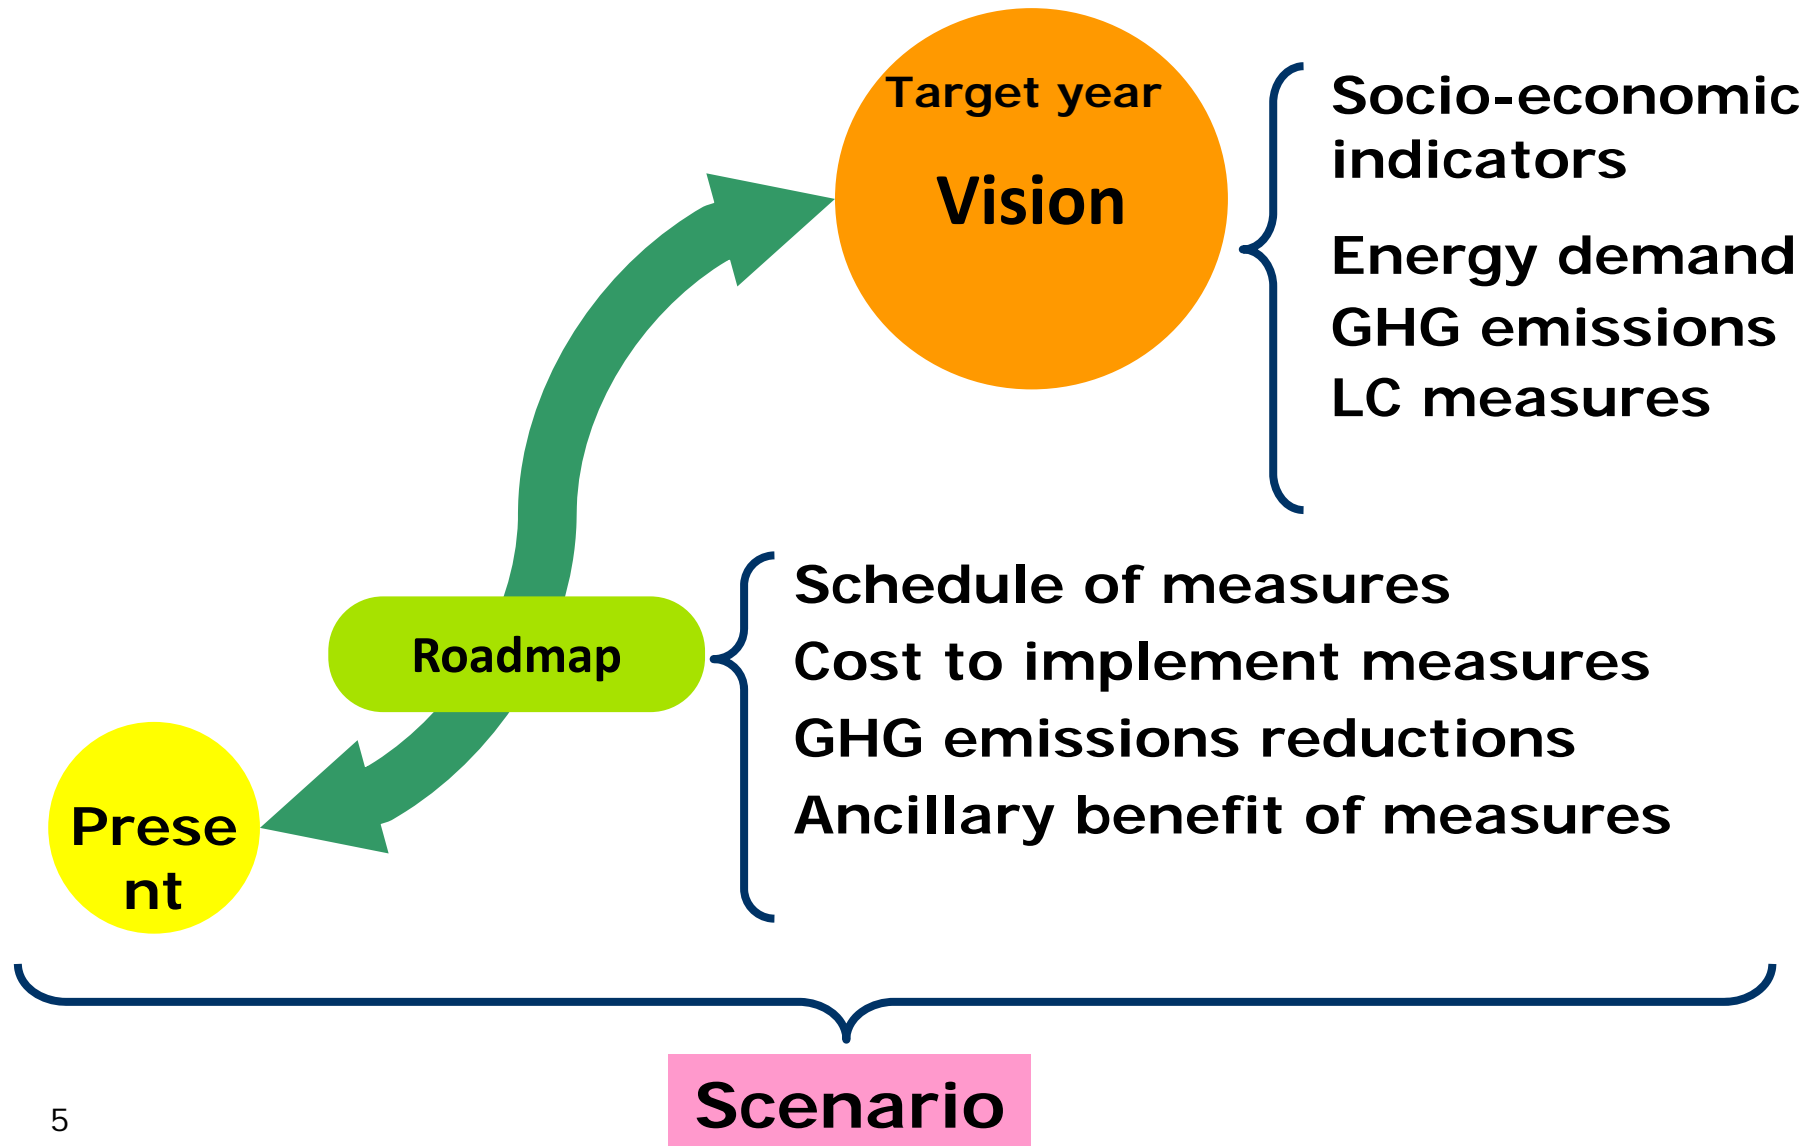 Target year
Vision
Socio-economic
indicators
Energy demand
GHG emissions
LC measures
Roadmap
Schedule of measures
Cost to implement measures
GHG emissions reductions
Ancillary benefit of measures
Prese
nt
Scenario
5